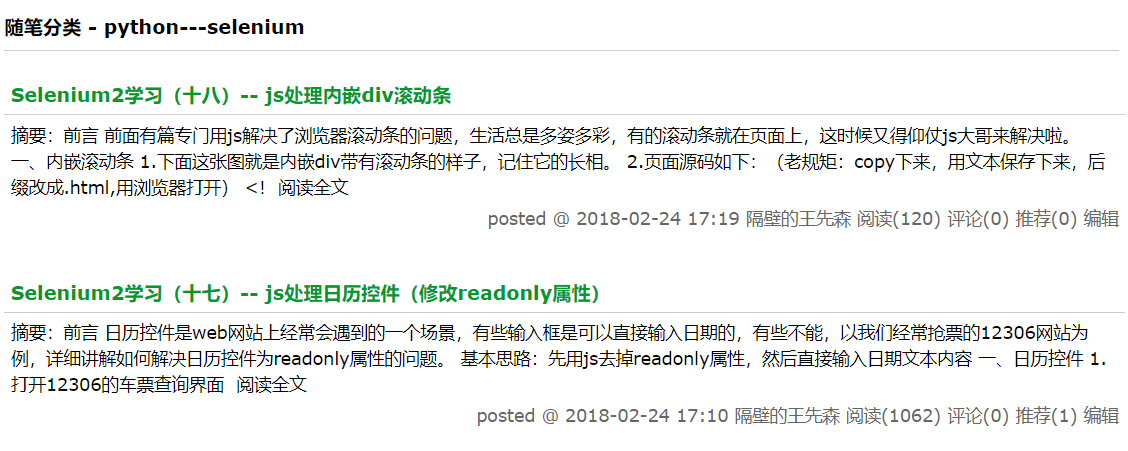 随笔分类 - python---selenium
Selenium2学习（十八）-- js处理内嵌div滚动条
摘要：前言 前面有篇专门用js解决了浏览器滚动条的问题，生活总是多姿多彩，有的滚动条就在页面上，这时候又得仰仗js大哥来解决啦。
一、内嵌滚动条 1.下面这张图就是内嵌div带有滚动条的样子，记住它的长相。 2.页面源码如下：（老规矩：copy下来，用文本保存下来，后
缀改成.html,用浏览器打开） <! 阅读全文
posted @ 2018-02-24 17:19 隔壁的王先森 阅读(120) 评论(0) 推荐(0) 编辑
Selenium2学习（十七）-- js处理日历控件（修改readonly属性）
摘要：前言 日历控件是web网站上经常会遇到的一个场景，有些输入框是可以直接输入日期的，有些不能，以我们经常抢票的12306网站为
例，详细讲解如何解决日历控件为readonly属性的问题。 基本思路：先用js去掉readonly属性，然后直接输入日期文本内容 一、日历控件 1.
打开12306的车票查询界面 阅读全文
posted @ 2018-02-24 17:10 隔壁的王先森 阅读(1062) 评论(0) 推荐(1) 编辑